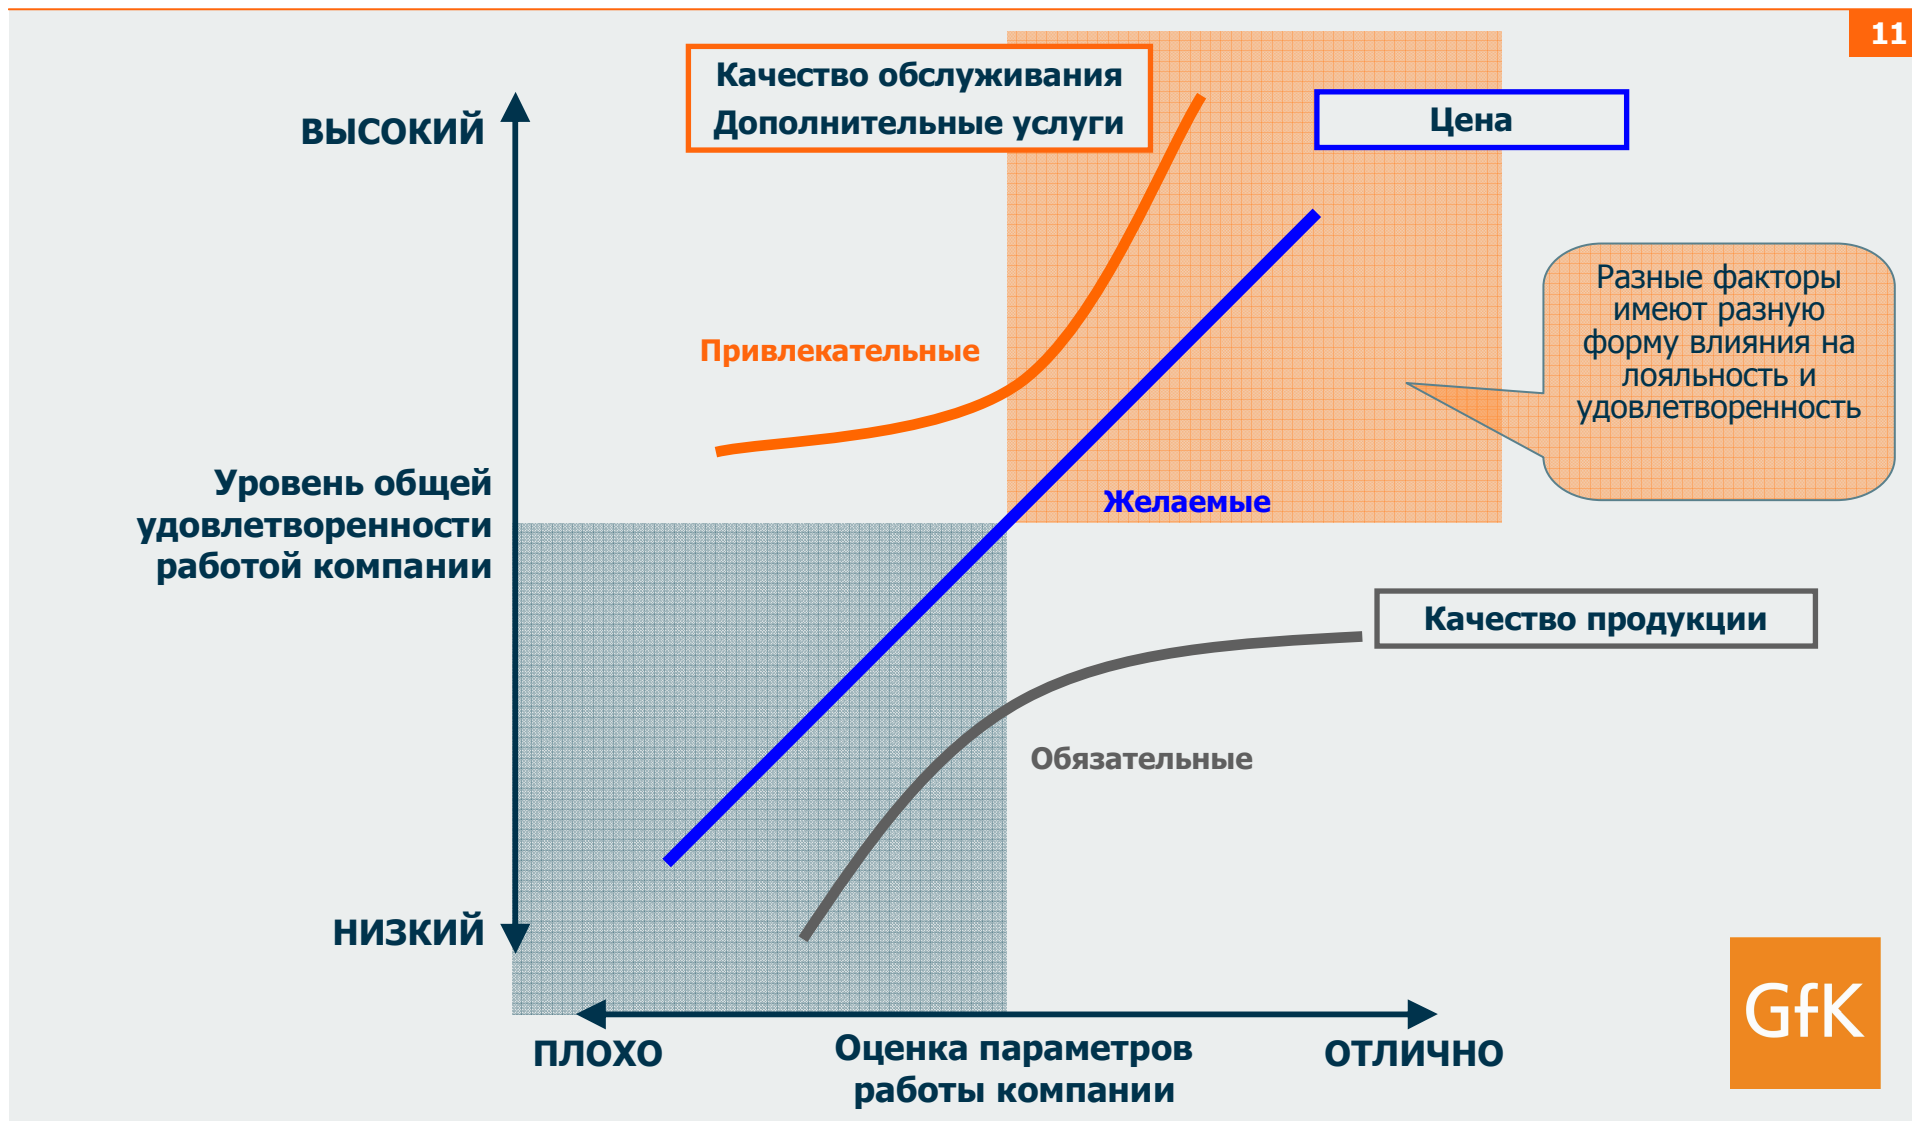 11
Качество обслуживания
Дополнительные услуги
Цена
ВЫСОКИЙ
Разные факторы
имеют разную
форму влияния на
лояльность и
удовлетворенность
Привлекательные
Уровень общей
удовлетворенности
работой компании
Желаемые
Качество продукции
Обязательные
НИЗКИЙ
GfK
ПЛОХО
Оценка параметров
работы компании
ОТЛИЧНО